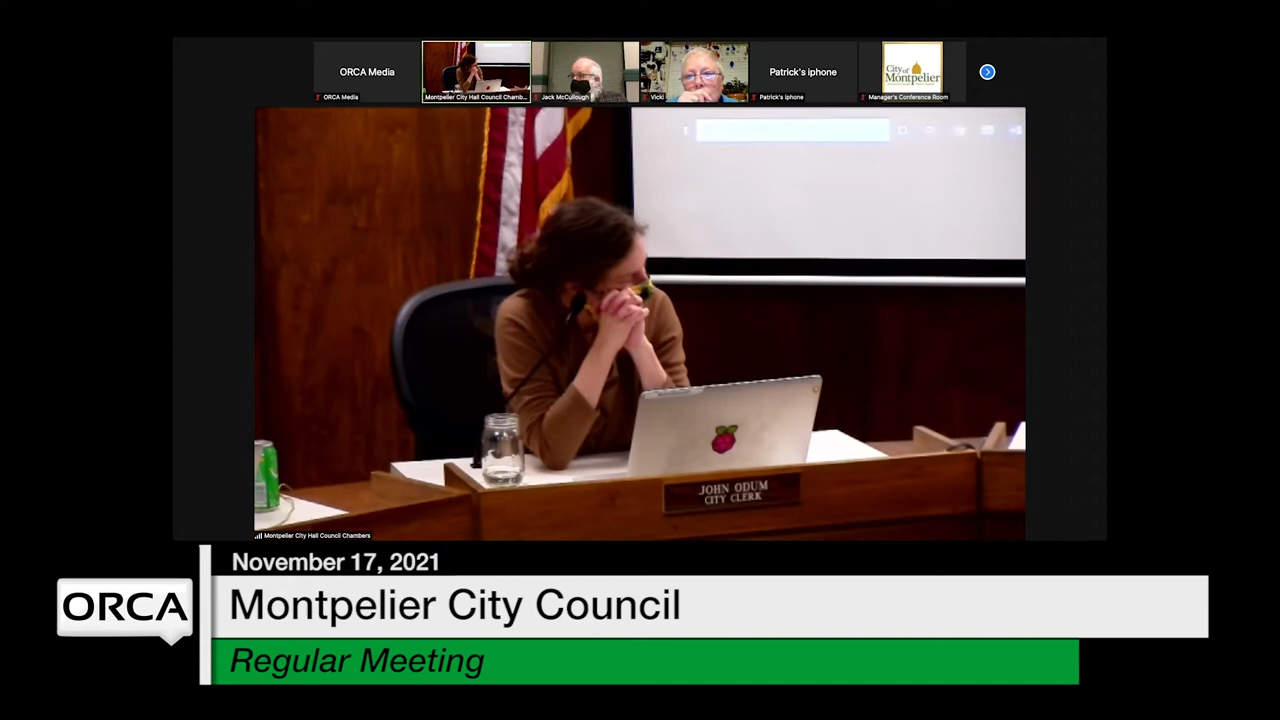 ORCA Media
Patrick's iphone
City of
Montpelier
ORCA Media
Montpelier City Hall Council Chamb...
Jack McCullough
Vicki
Patrick's iphone
Manager's Conference Room
JOHN ODUM
CITY CLERK
Montpelier City Hall Council Chambers
November 17, 2021
ORCA
Montpelier City Council
Regular Meeting